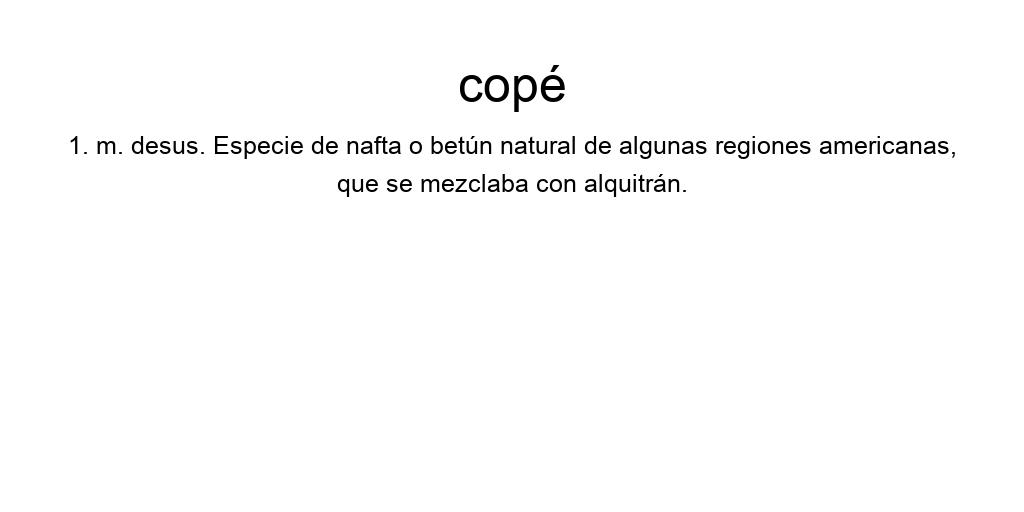 copé
1. m. desus. Especie de nafta o betún natural de algunas regiones americanas,
que se mezclaba con alquitrán.